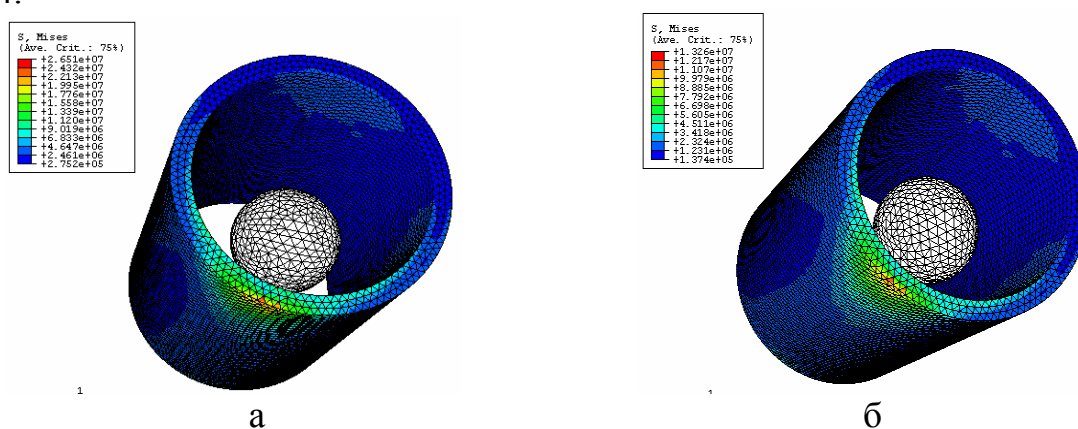 S, Mises
(Ave. Crit.: 75%)
+2.651e+07
+2.432e+07
+2.213e+07
+1.995e+07
+1.776e+07
+1.558e+07
+1.339e+07
+1.120e+07
+9.019e+06
+6.833e+06
+4.647e+06
+2.461e+06
+2.752e+05
1
а
S, Mises
(Ave. Crit.: 75%)
+1.326e+07
+1.217e+07
+1.107e+07
+9.979e+06
+8.885e+06
+7.792e+06
+6.698e+06
+5.605e+06
+4.511e+06
+3.418e+06
+2.324e+06
+1.231e+06
+1.374e+05
1
б